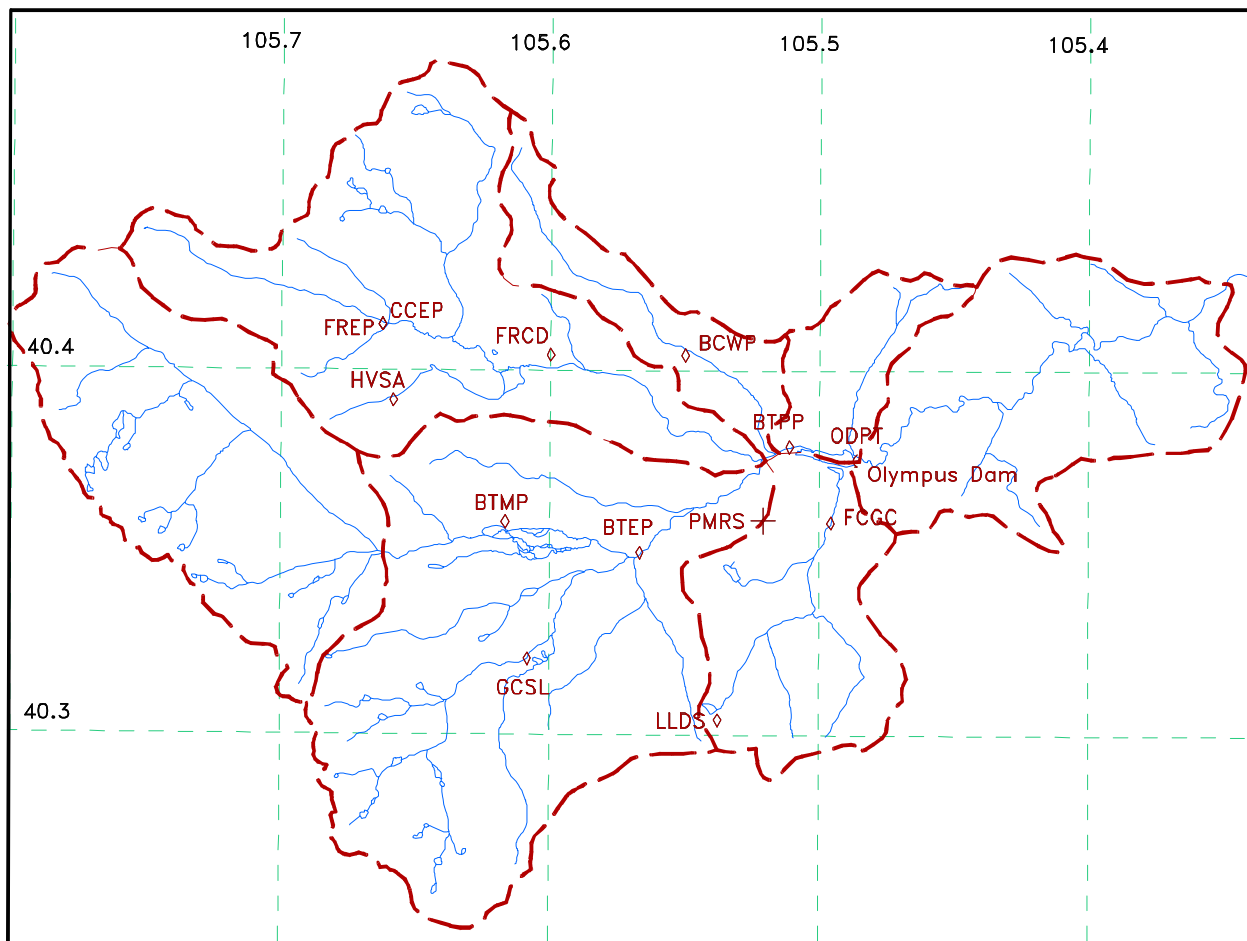 105.7
105.6
105.5
105.4
CCEP
FREP
FRCD
BCWP
40.4
HVSA
BTPP
ODPT
Olympus Dam
BTMP
BTEP
PMRS
FCGC
GCSL
40.3
LLDS